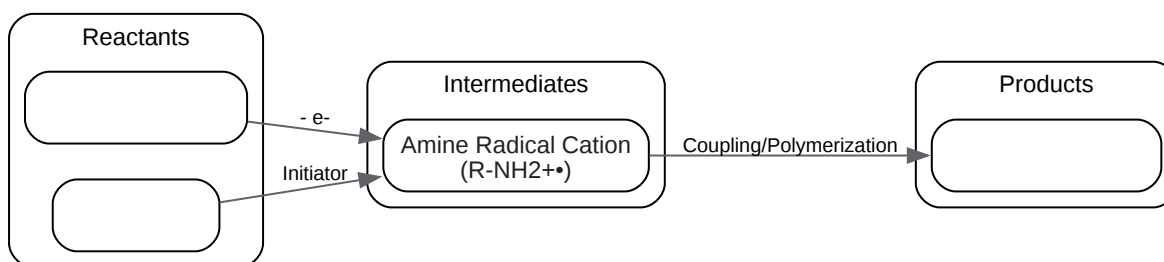 Reactants
Intermediates
Products
- e-
Amine Radical Cation
(R-NH2+•)
Coupling/Polymerization
Initiator